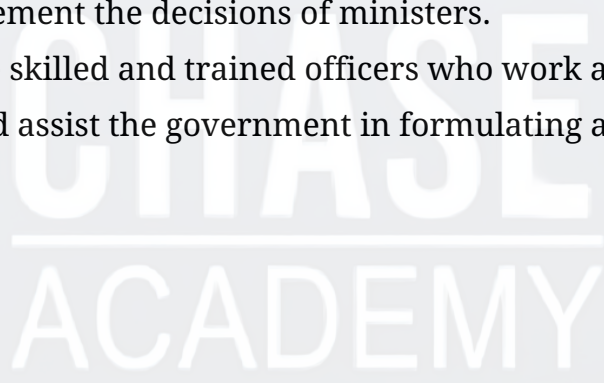 ement the decisions of ministers.
skilled and trained officers who work a
d assist the government in formulating a
CHASE
ACADEMY